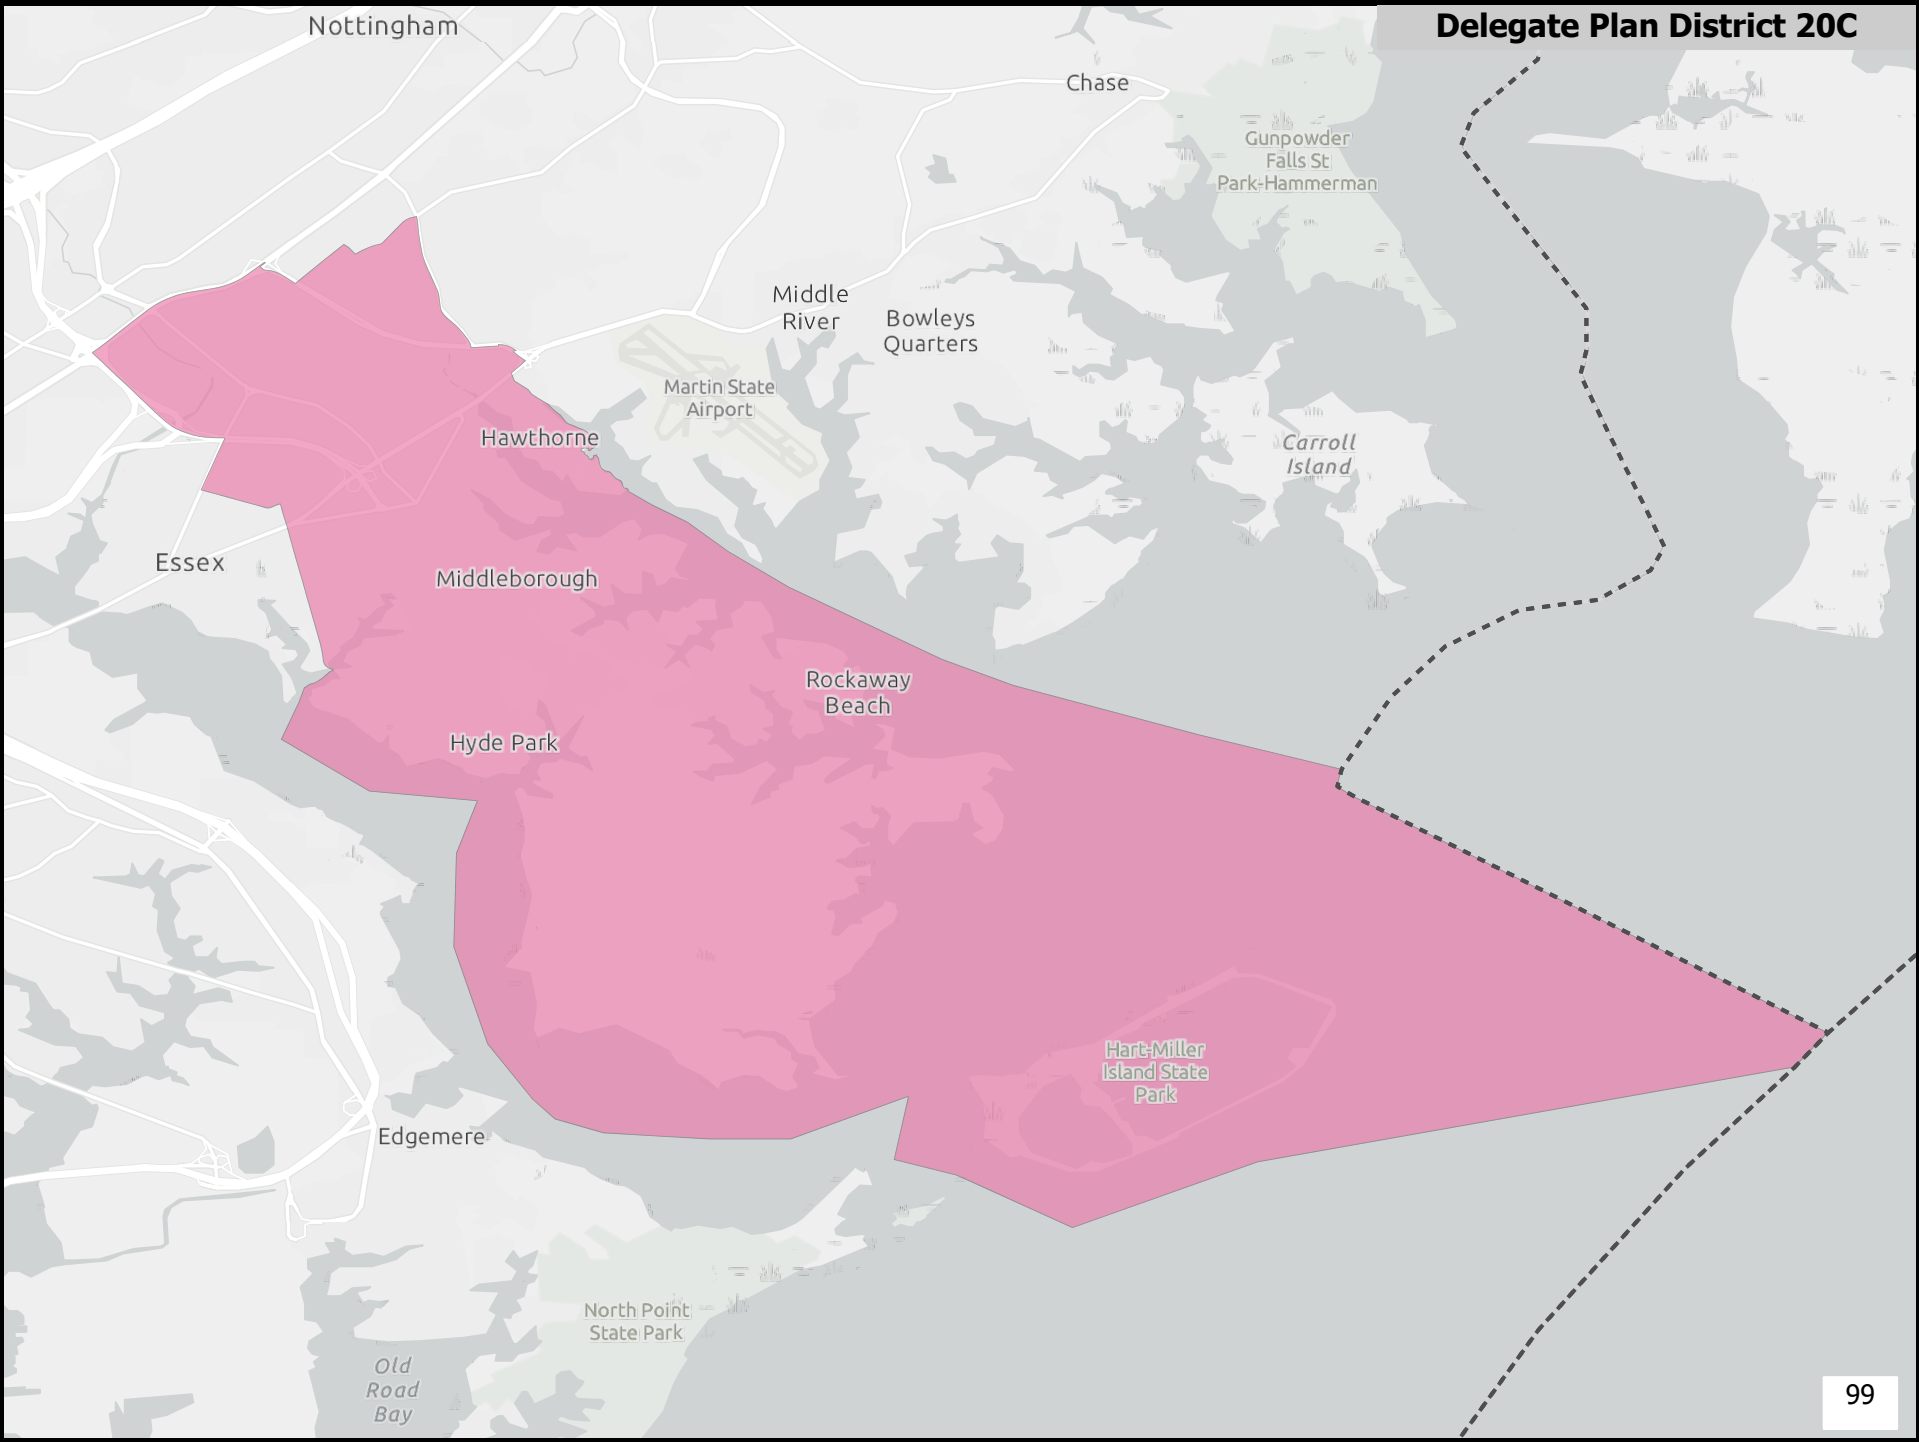 Delegate Plan District 20C
Nottingham
Chase
Gunpowder
Falls St
Park-Hammerman
Middle
River
Bowleys
Quarters
Martin State
Airport
Hawthorne
Carroll
Island
Essex
Middleborough
Rockaway
Beach
Hyde Park
Hart-Miller
Island State
Park
Edgemere
North Point
State Park
Old
Road
Bay
99